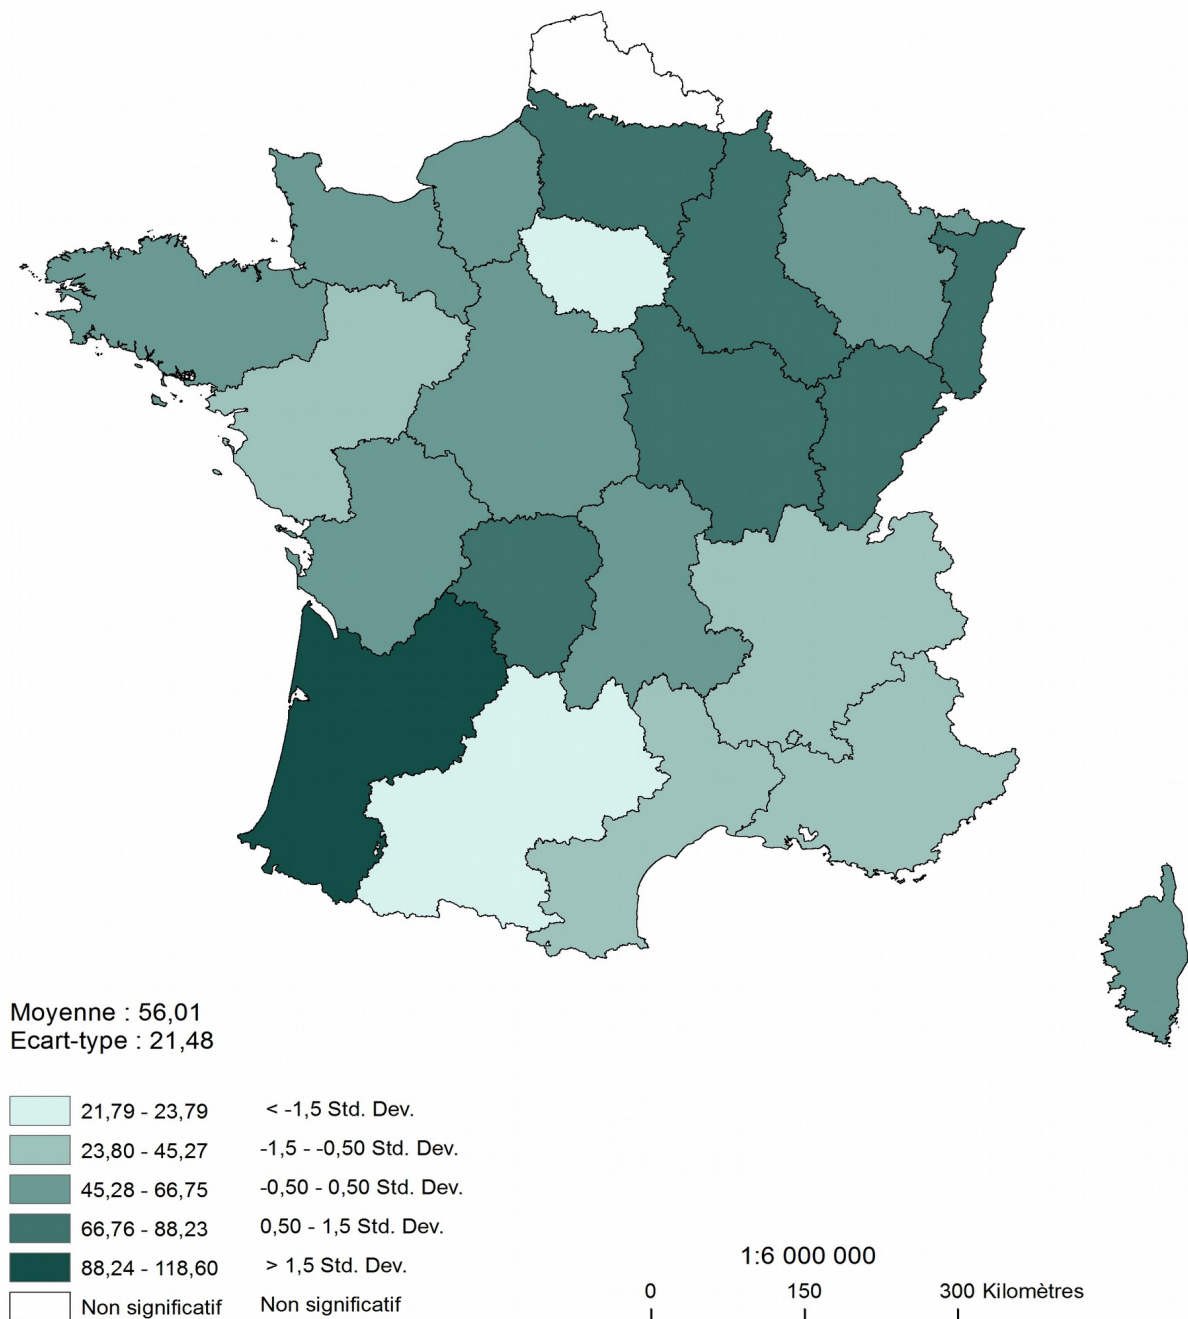 Moyenne : 56,01
Ecart-type : 21,48
21,79 - 23,79 < -1,5 Std. Dev.
23,80 - 45,27 -1,5 - -0,50 Std. Dev.
45,28 - 66,75 -0,50 - 0,50 Std. Dev.
66,76 - 88,23 0,50 - 1,5 Std. Dev.
88,24 - 118,60 > 1,5 Std. Dev.
Non significatif Non significatif
1:6 000 000
0 150 300 Kilomètres